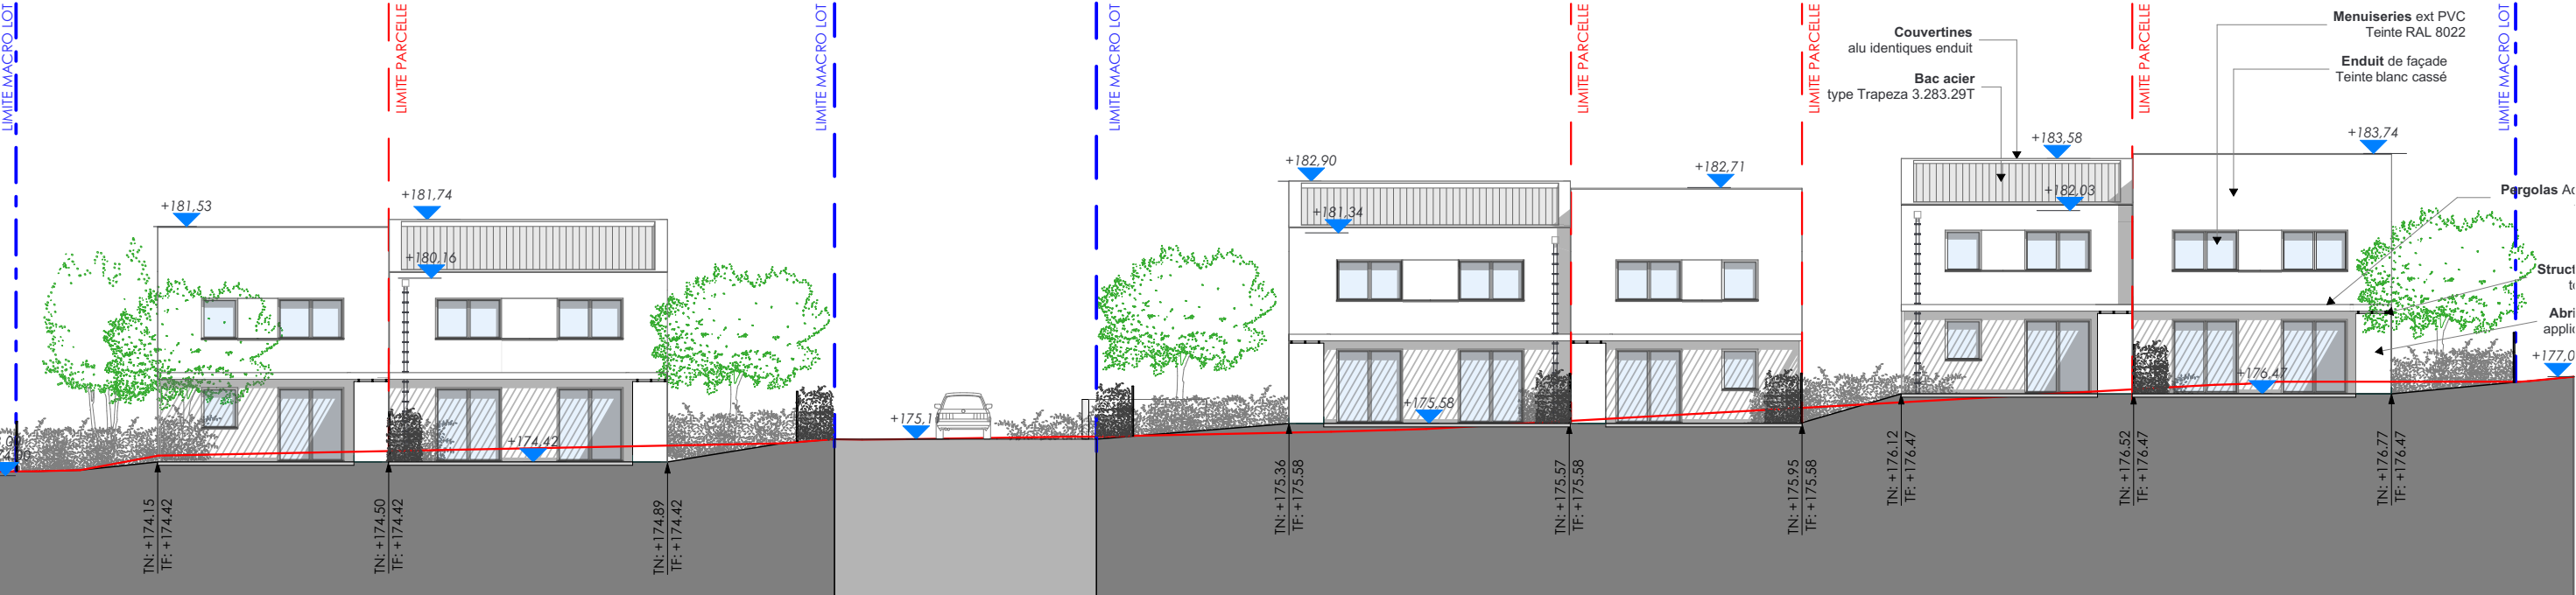 LIMITE MACRO LOT
LIMITE PARCELLE
LIMITE MACRO LOT
LIMITE MACRO LOT
LIMITE PARCELLE
LIMITE PARCELLE
LIMITE PARCELLE
LIMITE MACRO LOT
Couvertines
alu identiques enduit
Bac acier
type Trapeza 3.283.29T
Menuiseries ext PVC
Teinte RAL 8022
Enduit de façade
Teinte blanc cassé
Pergolas
+181,53
+181,74
+180,16
+182,90
+181,34
+182,71
+183,58
+182,03
+183,74
+174,42
+175,1
+175,58
+176,47
+177,0
TN: +174.15
TF: +174.42
TN: +174.50
TF: +174.42
TN: +174.89
TF: +174.42
TN: +175.36
TF: +175.58
TN: +175.57
TF: +175.58
TN: +175.95
TF: +175.58
TN: +176.12
TF: +176.47
TN: +176.52
TF: +176.47
TN: +176.77
TF: +176.47